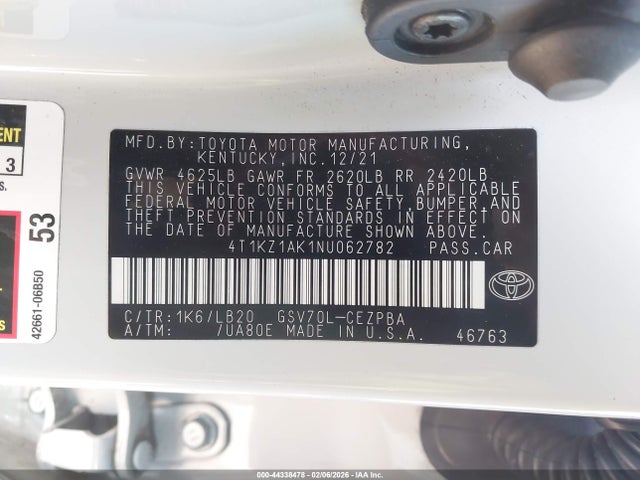 MFD.BY: TOYOTA MOTOR MANUFACTURING,
KENTUCKY, INC. 12/21
GVWR 4625LB GAWR FR 2620LB RR 2420LB
THIS VEHICLE CONFORMS TO ALL APPLICABLE
FEDERAL MOTOR VEHICLE SAFETY, BUMPER, AND
THEFT PREVENTION STANDARDS IN EFFECT ON
THE DATE OF MANUFACTURE SHOWN ABOVE.
4T1KZ1AK1NU062782 PASS.CAR
C/TR: 1K6/LB20 GSV70L-CEZPBA
A/TM: /UA80E MADE IN U.S.A. 46763
TOYOTA
53
42661-06B50
000-44338478 - 02/06/2026 - IAA, Inc.